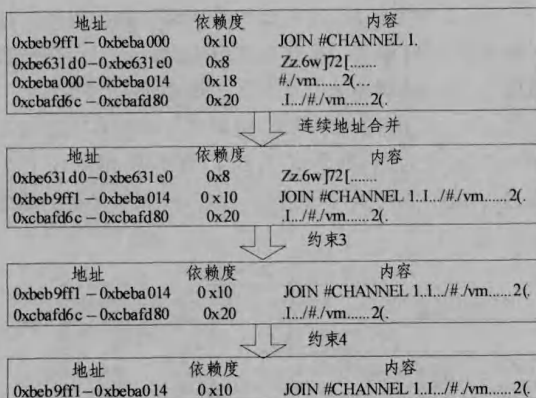 地址 依赖度 内容
0xbeb9ff1-0xbeba000 0x10 JOIN #CHANNEL 1.
0xbe631d0-0xbe631e0 0x8 Zz.6w]72[.......
0xbeba000-0xbeba014 0x18 #./vm......2(...
0xcbafd6c-0xcbafd80 0x20 .I.../#./vm......2(.
连续地址合并
地址 依赖度 内容
0xbe631d0-0xbe631e0 0x8 Zz.6w]72[.......
0xbeb9ff1-0xbeba014 0x10 JOIN #CHANNEL 1..I.../#./vm......2(.
0xcbafd6c-0xcbafd80 0x20 .I.../#./vm......2(.
约束3
地址 依赖度 内容
0xbeb9ff1-0xbeba014 0x10 JOIN #CHANNEL 1..I.../#./vm......2(.
0xcbafd6c-0xcbafd80 0x20 .I.../#./vm......2(.
约束4
地址 依赖度 内容
0xbeb9ff1-0xbeba014 0x10 JOIN #CHANNEL 1..I.../#./vm......2(.